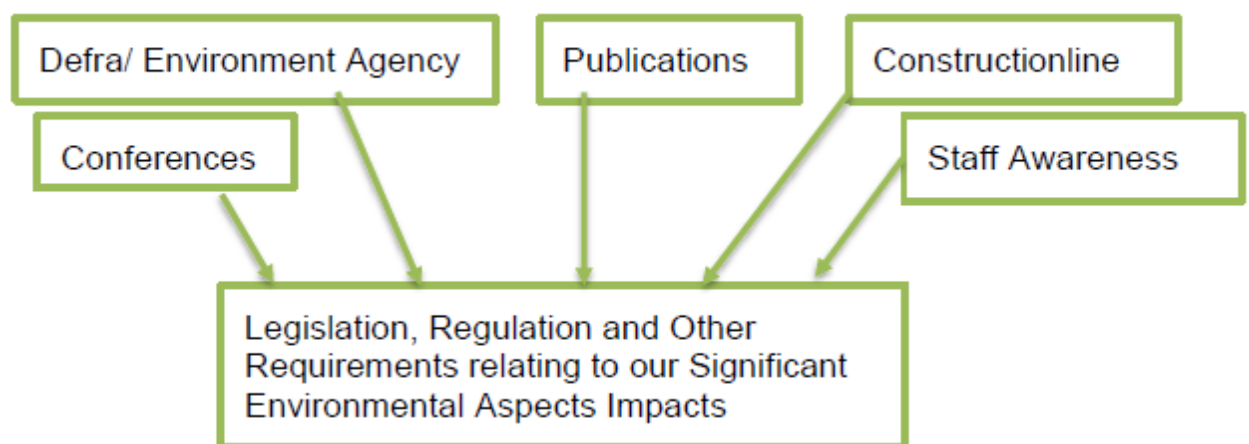 Defra/ Environment Agency
Publications
Constructionline
Conferences
Staff Awareness
Legislation, Regulation and Other
Requirements relating to our Significant
Environmental Aspects Impacts